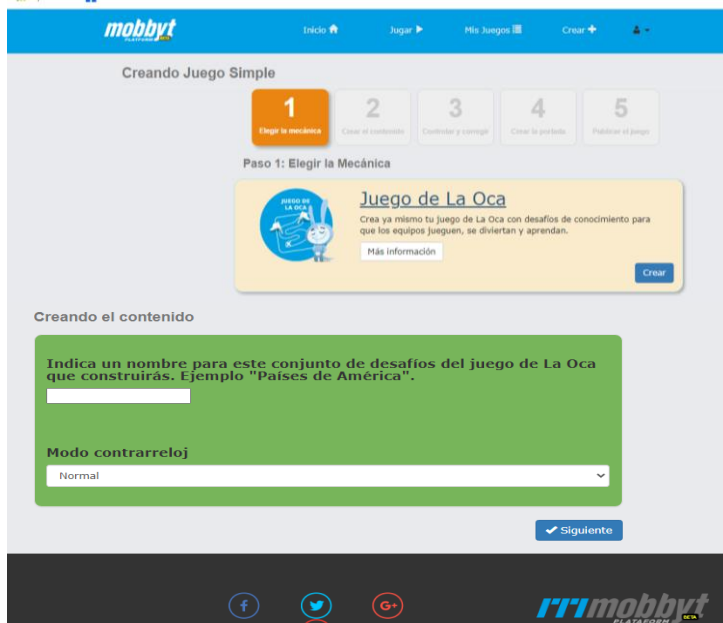 mobbyt
PLATAFORM BETA
Inicio Jugar Mis Juegos Crear
Creando Juego Simple
1 2 3 4 5
Elegir la mecánica Crear el contenido Controlar y corregir Crear la portada Publicar el juego
Paso 1: Elegir la Mecánica
JUEGO DE
LA OCA
Juego de La Oca
Crea ya mismo tu juego de La Oca con desafíos de conocimiento para
que los equipos jueguen, se diviertan y aprendan.
Más información
Crear
Creando el contenido
Indica un nombre para este conjunto de desafíos del juego de La Oca
que construirás. Ejemplo "Países de América".
Modo contrarreloj
Normal
Siguiente
f G+
mobbyt
PLATAFORM BETA